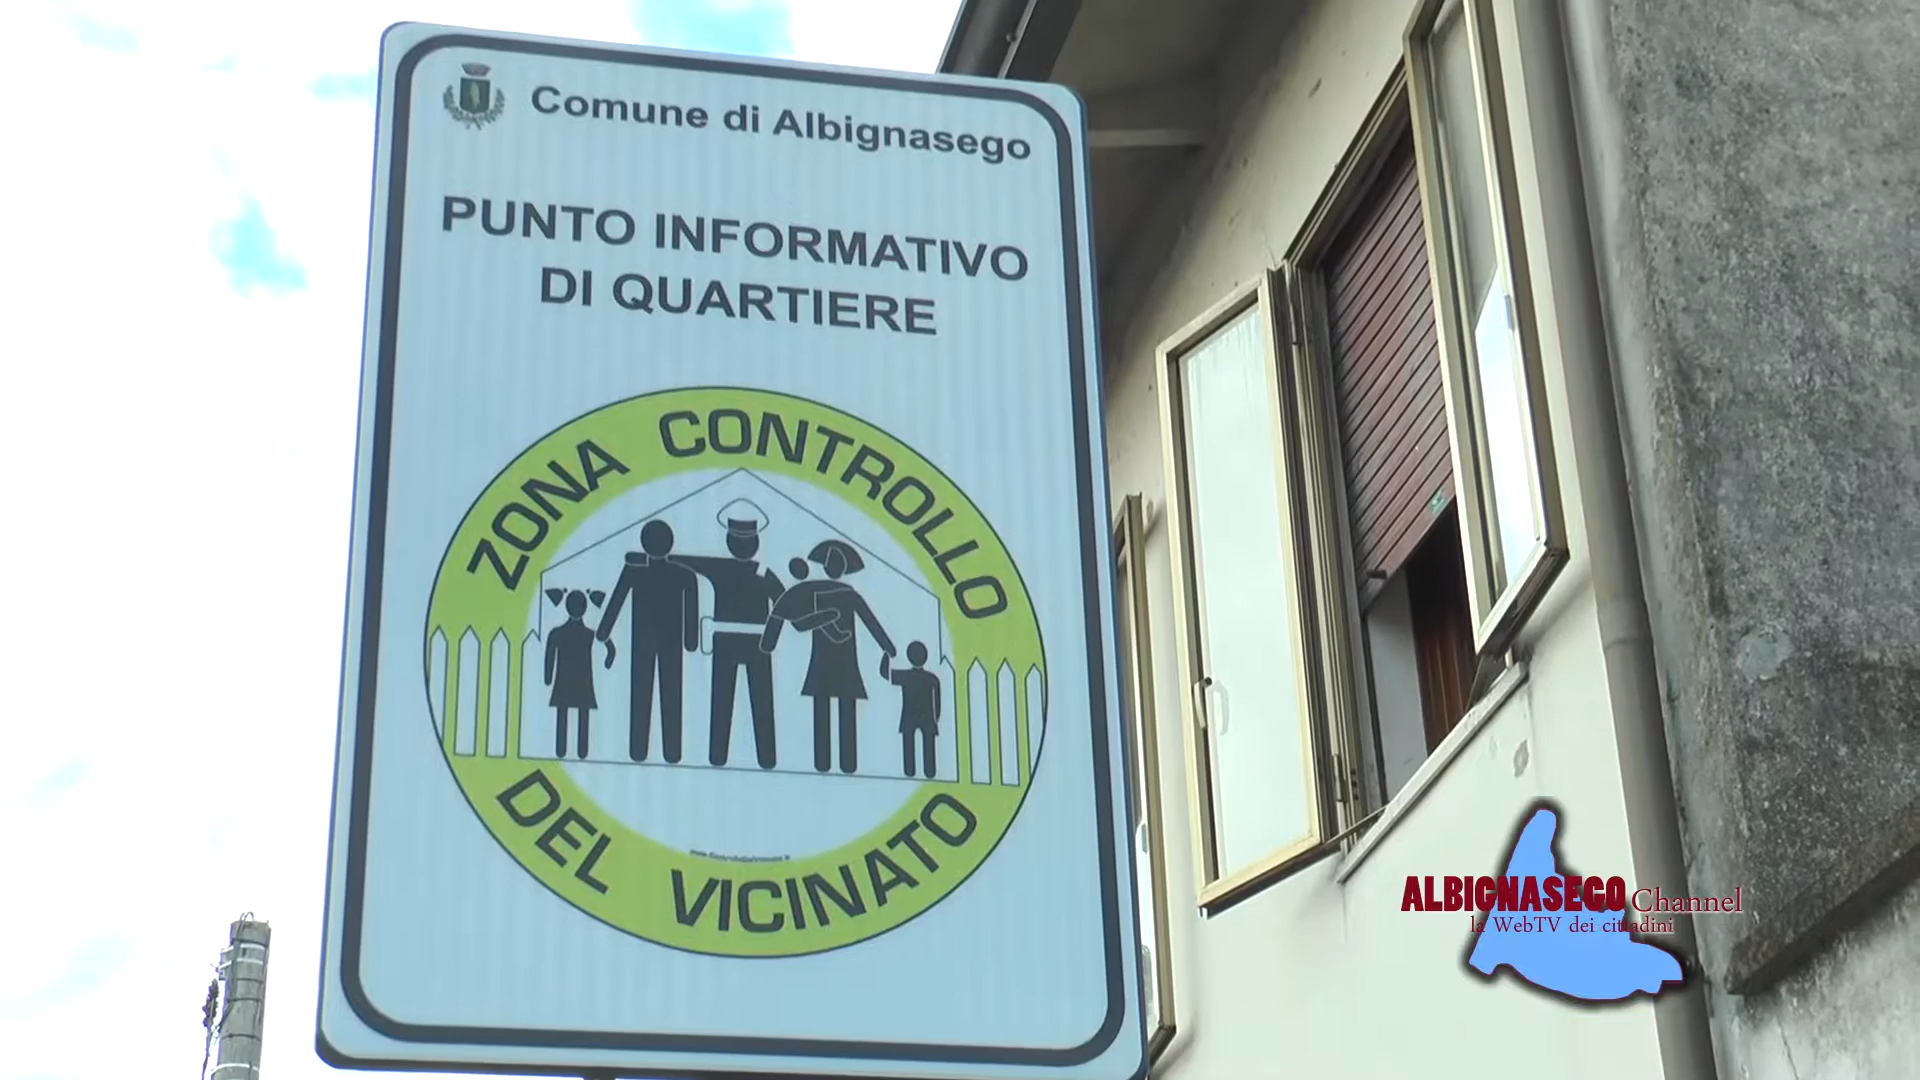 Comune di Albignasego
PUNTO INFORMATIVO
DI QUARTIERE
ZONA CONTROLLO
DEL VICINATO
ALBIGNASEGO Channel
la WebTV dei cittadini